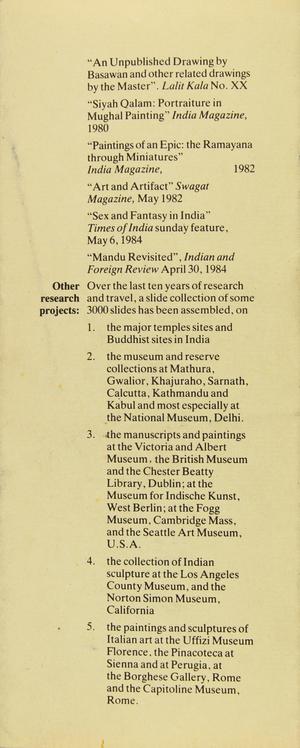 "An Unpublished Drawing by
Basawan and other related drawings
by the Master". Lalit Kala No. XX
"Siyah Qalam: Portraiture in
Mughal Painting" India Magazine,
1980
"Paintings of an Epic: the Ramayana
through Miniatures"
India Magazine, 1982
"Art and Artifact" Swagat
Magazine, May 1982
"Sex and Fantasy in India"
Times of India sunday feature,
May 6, 1984
"Mandu Revisited", Indian and
Foreign Review April 30, 1984
Other Over the last ten years of research
research and travel, a slide collection of some
projects: 3000 slides has been assembled, on
1. the major temples sites and
Buddhist sites in India
2. the museum and reserve
collections at Mathura,
Gwalior, Khajuraho, Sarnath,
Calcutta, Kathmandu and
Kabul and most especially at
the National Museum, Delhi.
3. the manuscripts and paintings
at the Victoria and Albert
Museum, the British Museum
and the Chester Beatty
Library, Dublin; at the
Museum for Indische Kunst,
West Berlin; at the Fogg
Museum, Cambridge Mass,
and the Seattle Art Museum,
U.S.A.
4. the collection of Indian
sculpture at the Los Angeles
County Museum, and the
Norton Simon Museum,
California
5. the paintings and sculptures of
Italian art at the Uffizi Museum
Florence, the Pinacoteca at
Sienna and at Perugia, at
the Borghese Gallery, Rome
and the Capitoline Museum,
Rome.